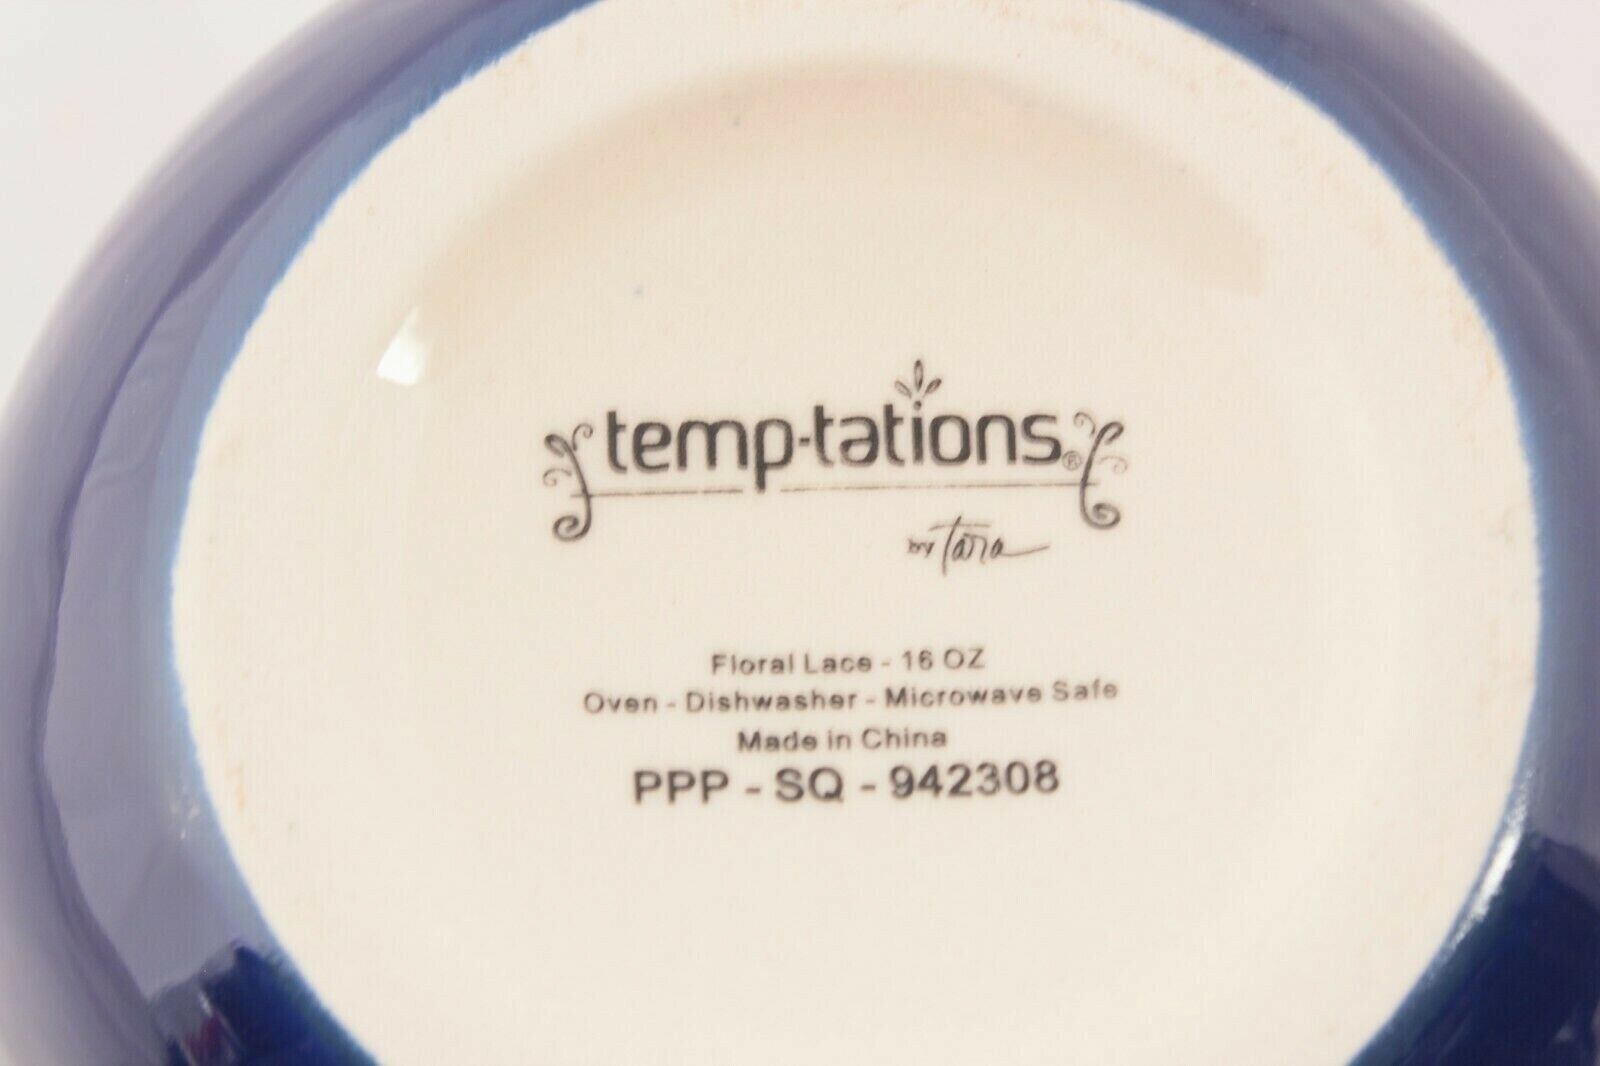 temp-tations®
by Tara
Floral Lace - 16 OZ
Oven - Dishwasher - Microwave Safe
Made in China
PPP - SQ - 942308